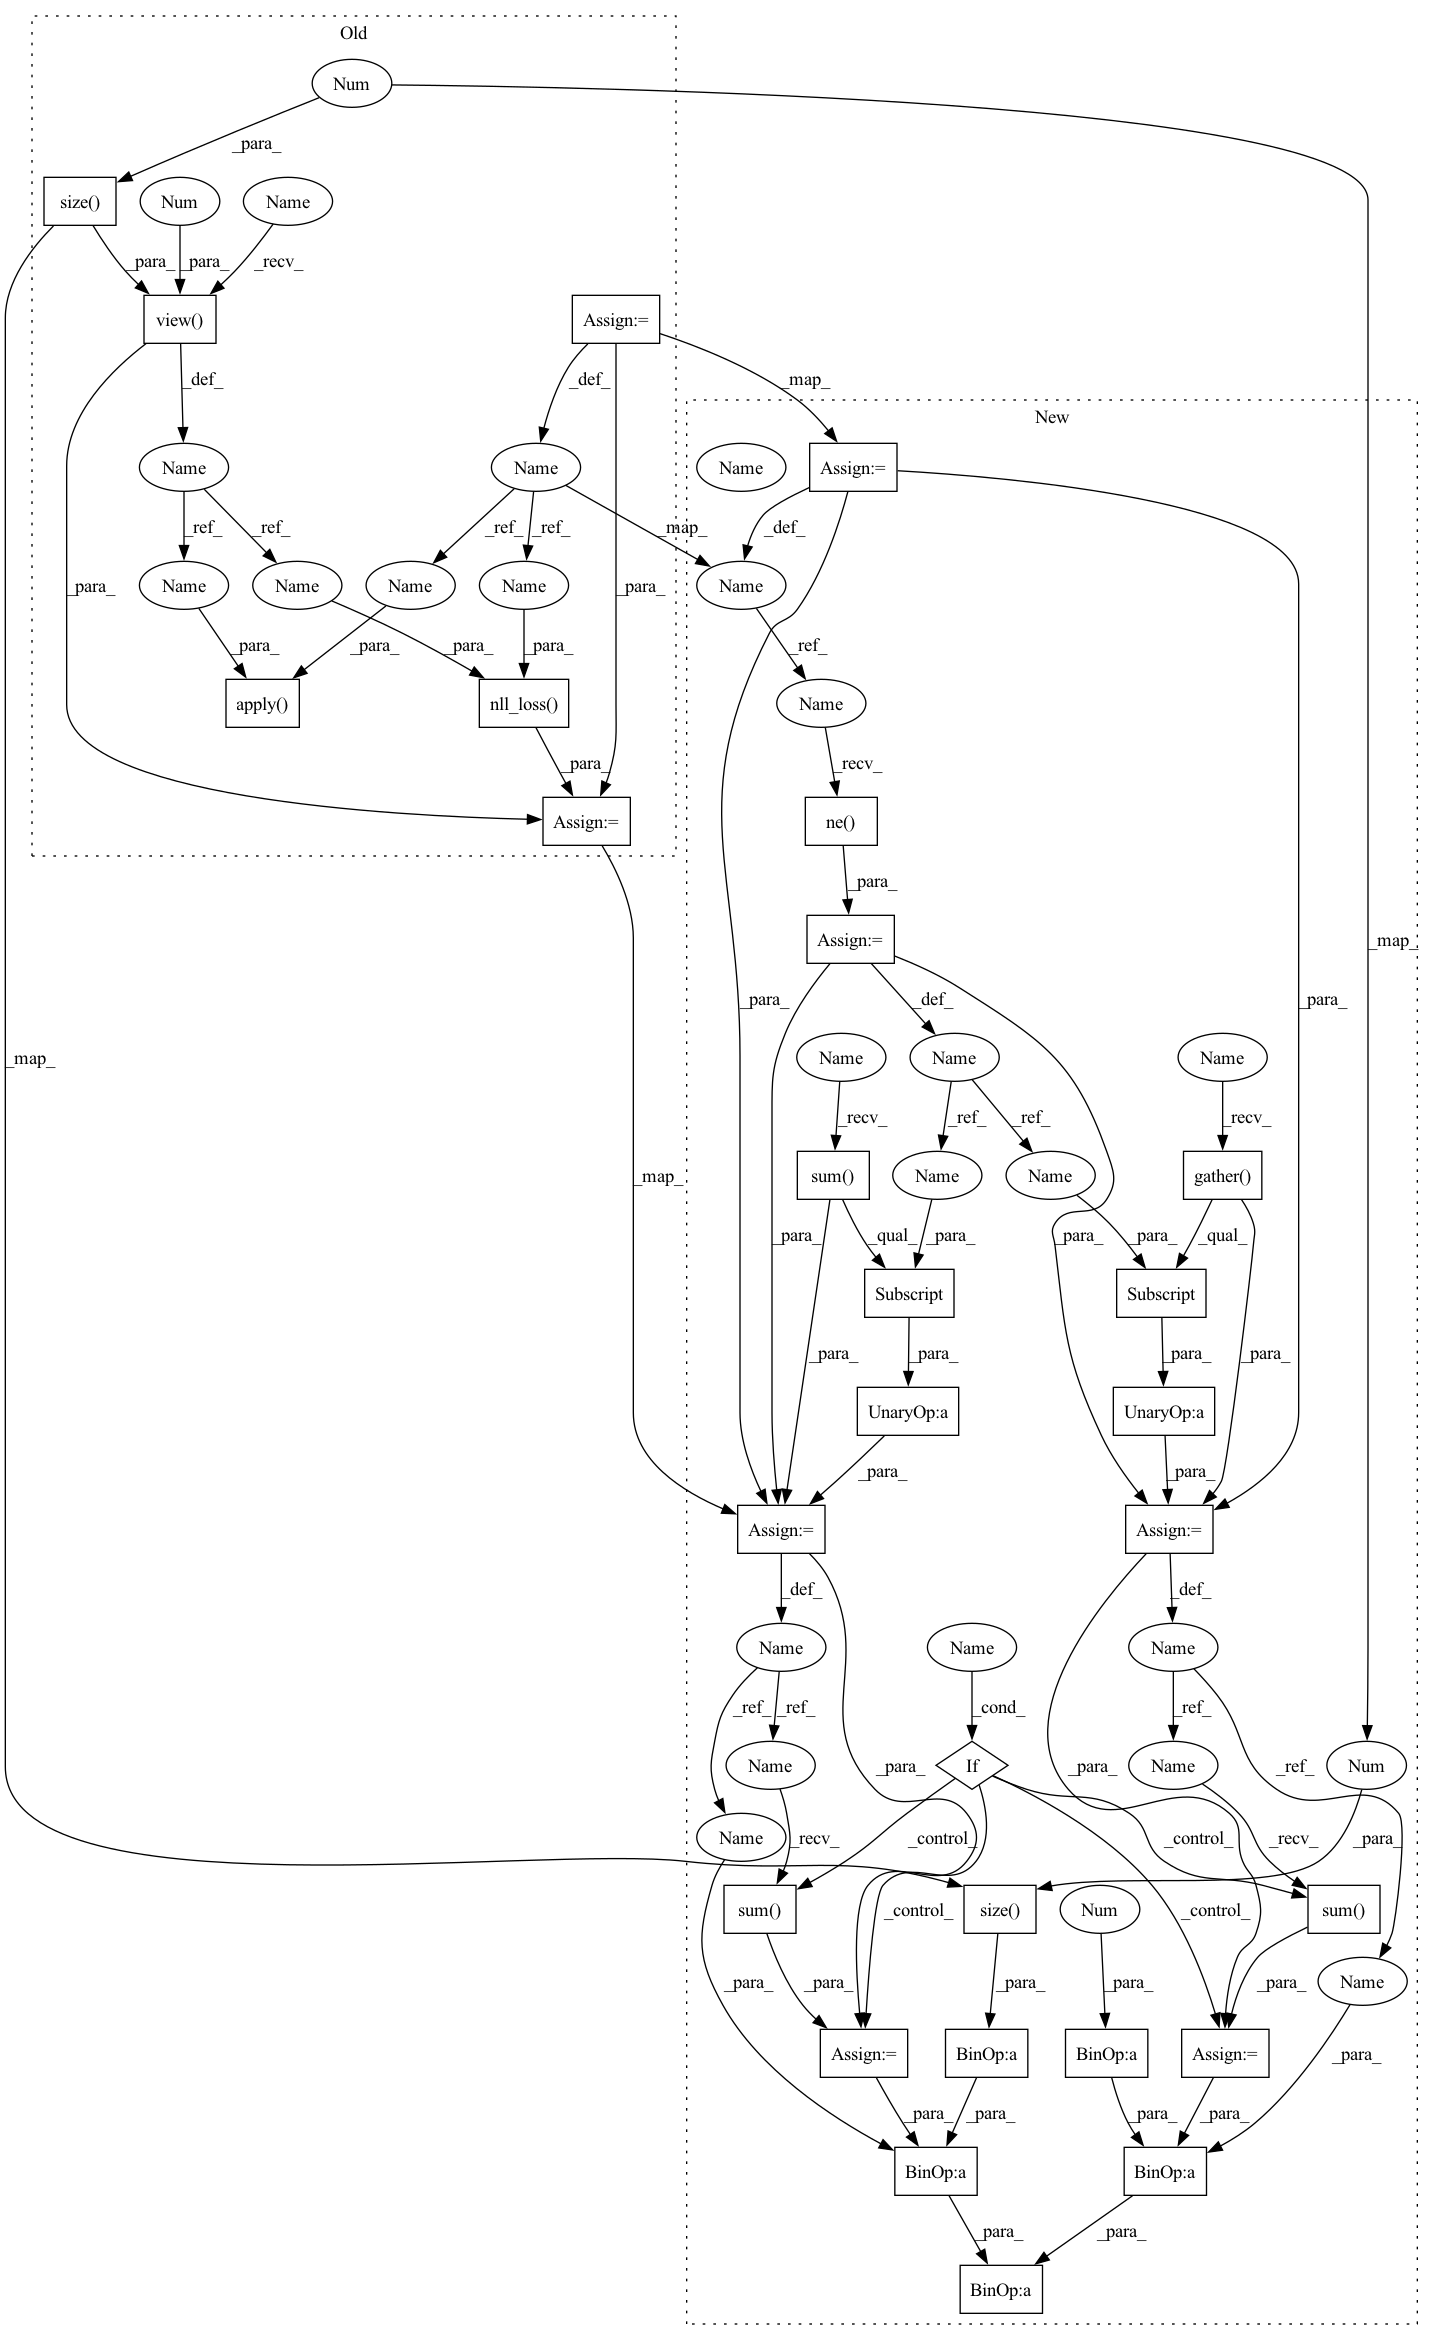 Old
Num
_para_
size()
Num
Name
_para_
_para_
_recv_
view()
Assign:=
_def_
_def_
_map_
New
Name
Name
Name
Assign:=
_ref_
_ref_
_ref_
_ref_
_map_
_def_
_para_
Name
Name
Name
Name
_para_
Name
_para_
_para_
_para_
_para_
_ref_
apply()
nll_loss()
Name
_para_
_recv_
Assign:=
ne()
_para_
Assign:=
_map_
_para_
_def_
_para_
_map_
Name
Name
Name
_recv_
_ref_
_ref_
_recv_
_map_
sum()
Name
Name
gather()
_para_
_qual_
_para_
_para_
_para_
_qual_
Subscript
Subscript
_para_
_para_
_para_
_para_
UnaryOp:a
UnaryOp:a
_para_
_para_
Assign:=
Assign:=
_def_
_def_
Name
Name
Name
_ref_
_ref_
_cond_
_ref_
Name
If
Name
Num
_para_
_para_
_ref_
Name
_recv_
_control_
_control_
_recv_
_para_
sum()
_control_
size()
Num
_control_
sum()
_para_
_para_
_para_
_para_
_para_
Name
Assign:=
BinOp:a
BinOp:a
Assign:=
_para_
_para_
_para_
_para_
_para_
BinOp:a
BinOp:a
_para_
_para_
BinOp:a